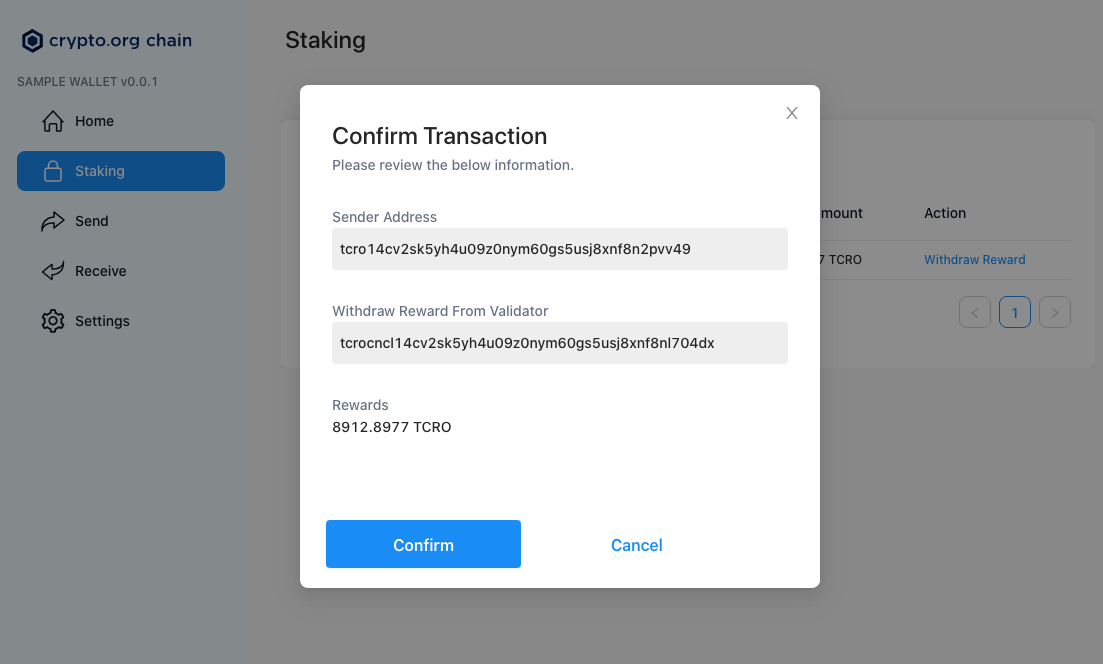 crypto.org chain
SAMPLE WALLET v0.0.1
Home
Staking
Send
Receive
Settings
Staking
Confirm Transaction
Please review the below information.
Sender Address
tcro14cv2sk5yh4u09z0nym60gs5usj8xnf8n2pvv49
Withdraw Reward From Validator
tcrocncl14cv2sk5yh4u09z0nym60gs5usj8xnf8nl704dx
Rewards
8912.8977 TCRO
Confirm Cancel
mount Action
7 TCRO Withdraw Reward
< 1 >